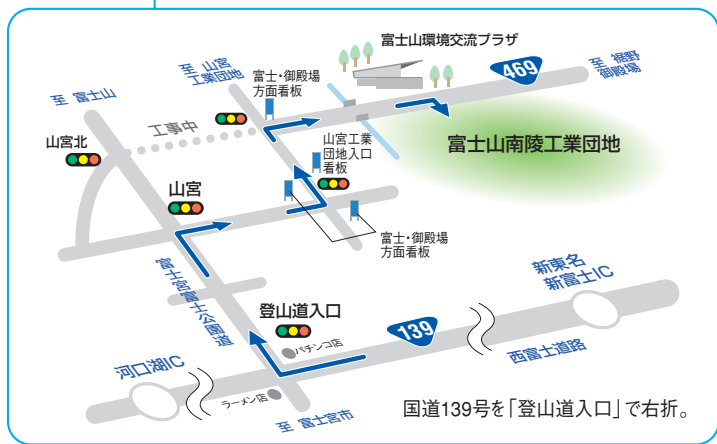 富士山環境交流プラザ
至 裾野
御殿場
469
至 山宮
工業団地
富士・御殿場
方面看板
至 富士山
工事中
山宮北
山宮工業
団地入口
看板
富士山南陵工業団地
山宮
富士・御殿場
方面看板
富士宮富士公園道
新東名
新富士IC
登山道入口
139
パチンコ店
西富士道路
河口湖IC
ラーメン店
至 富士宮市
国道139号を「登山道入口」で右折。